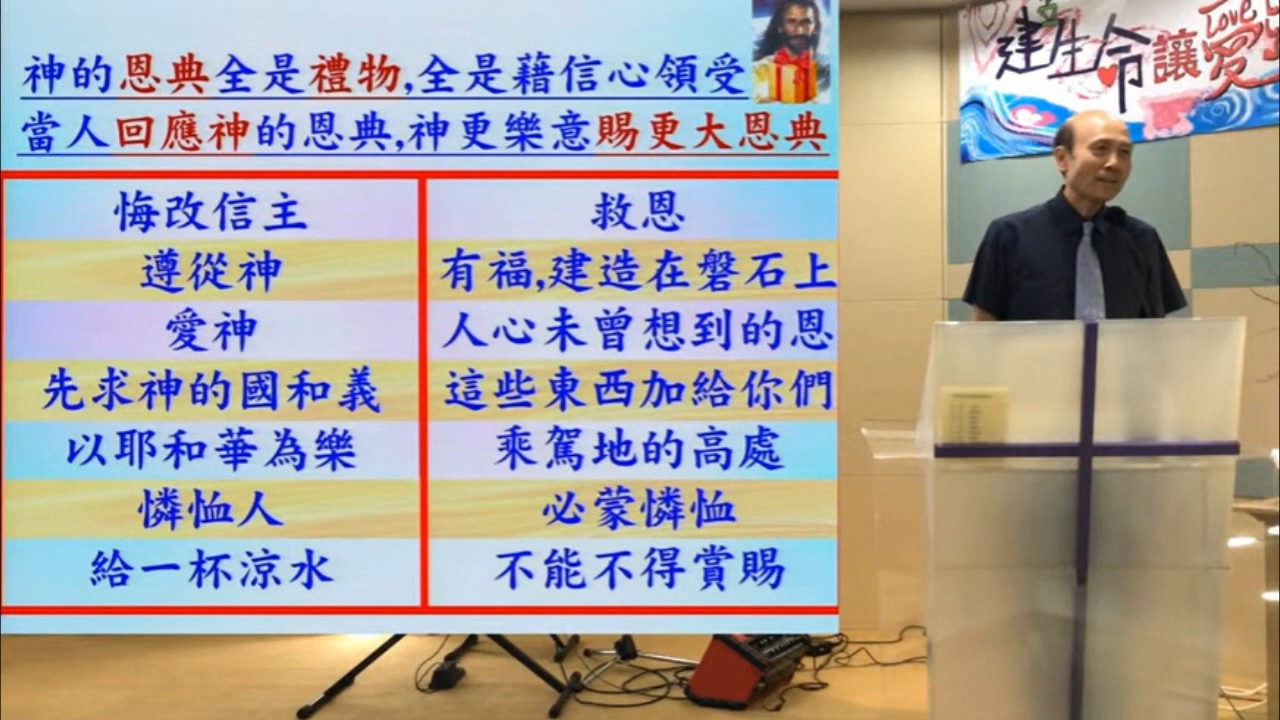 神的恩典全是禮物,全是藉信心領受
當人回應神的恩典,神更樂意賜更大恩典
悔改信主 救恩
遵從神 有福,建造在磐石上
愛神 人心未曾想到的恩
先求神的國和義 這些東西加給你們
以耶和華為樂 乘駕地的高處
憐恤人 必蒙憐恤
給一杯涼水 不能不得賞賜
建生命讓愛
Love